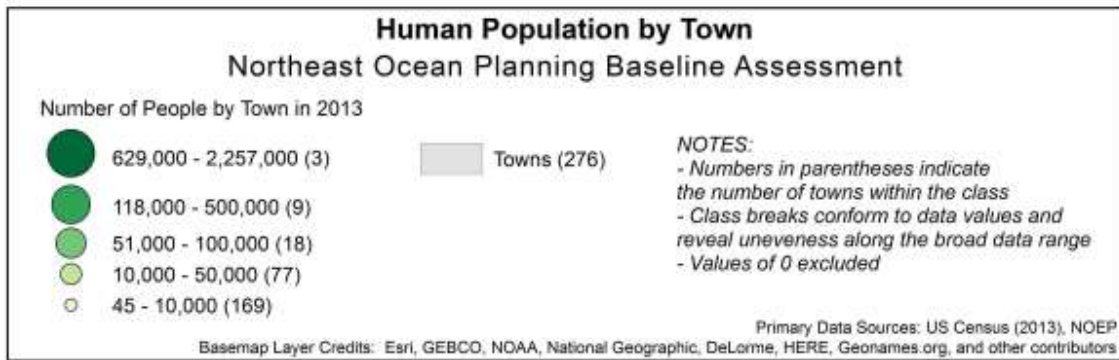 Human Population by Town
Northeast Ocean Planning Baseline Assessment
Number of People by Town in 2013
629,000 - 2,257,000 (3)
118,000 - 500,000 (9)
51,000 - 100,000 (18)
10,000 - 50,000 (77)
45 - 10,000 (169)
Towns (276)
NOTES:
- Numbers in parentheses indicate
the number of towns within the class
- Class breaks conform to data values and
reveal uneveness along the broad data range
- Values of 0 excluded
Primary Data Sources: US Census (2013), NOEP
Basemap Layer Credits: Esri, GEBCO, NOAA, National Geographic, DeLorme, HERE, Geonames.org, and other contributors